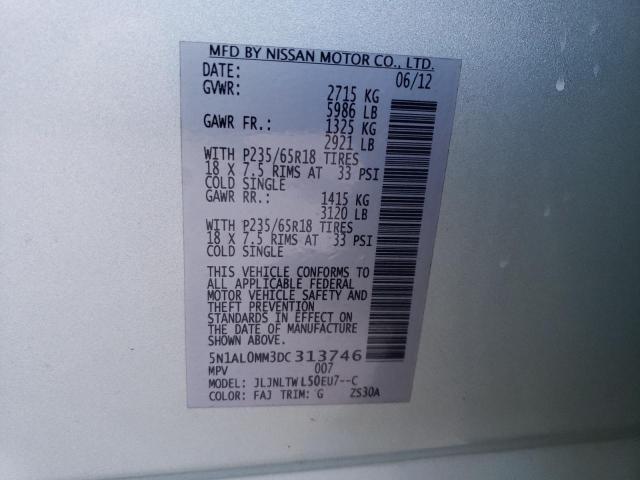 MFD BY NISSAN MOTOR CO., LTD.
DATE: 06/12
GVWR: 2715 KG
5986 LB
GAWR FR.: 1325 KG
2921 LB
WITH P235/65R18 TIRES
18 X 7.5 RIMS AT 33 PSI
COLD SINGLE
GAWR RR.: 1415 KG
3120 LB
WITH P235/65R18 TIRES
18 X 7.5 RIMS AT 33 PSI
COLD SINGLE
THIS VEHICLE CONFORMS TO
ALL APPLICABLE FEDERAL
MOTOR VEHICLE SAFETY AND
THEFT PREVENTION
STANDARDS IN EFFECT ON
THE DATE OF MANUFACTURE
SHOWN ABOVE.
5N1AL0MM3DC313746
MPV 007
MODEL: JLJNLTWL50EU7--C
COLOR: FAJ TRIM: G ZS30A